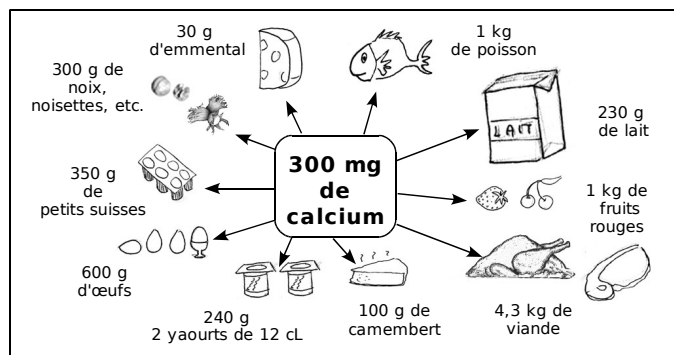 30 g
d'emmental
1 kg
de poisson
300 g de
noix,
noisettes, etc.
LAIT
230 g
de lait
300 mg
de
calcium
350 g
de
petits suisses
1 kg de
fruits
rouges
600 g
d'œufs
240 g
2 yaourts de 12 cL
100 g de
camembert
4,3 kg de
viande